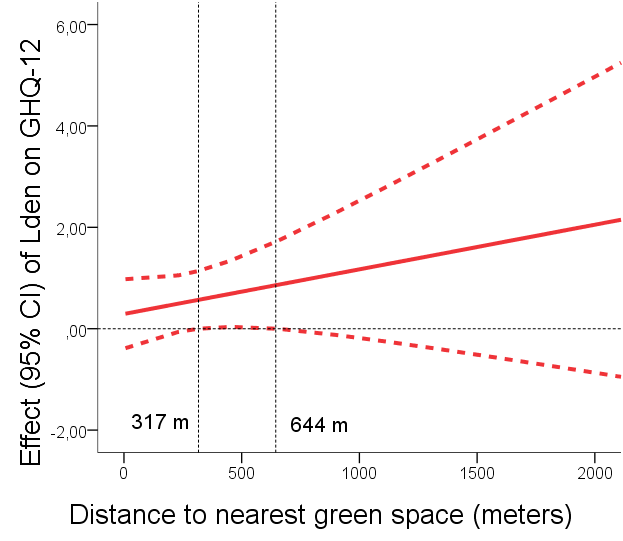 Effect (95% CI) of Lden on GHQ-12
6,00
4,00
2,00
,00
-2,00
317 m
644 m
0
500
1000
1500
2000
Distance to nearest green space (meters)